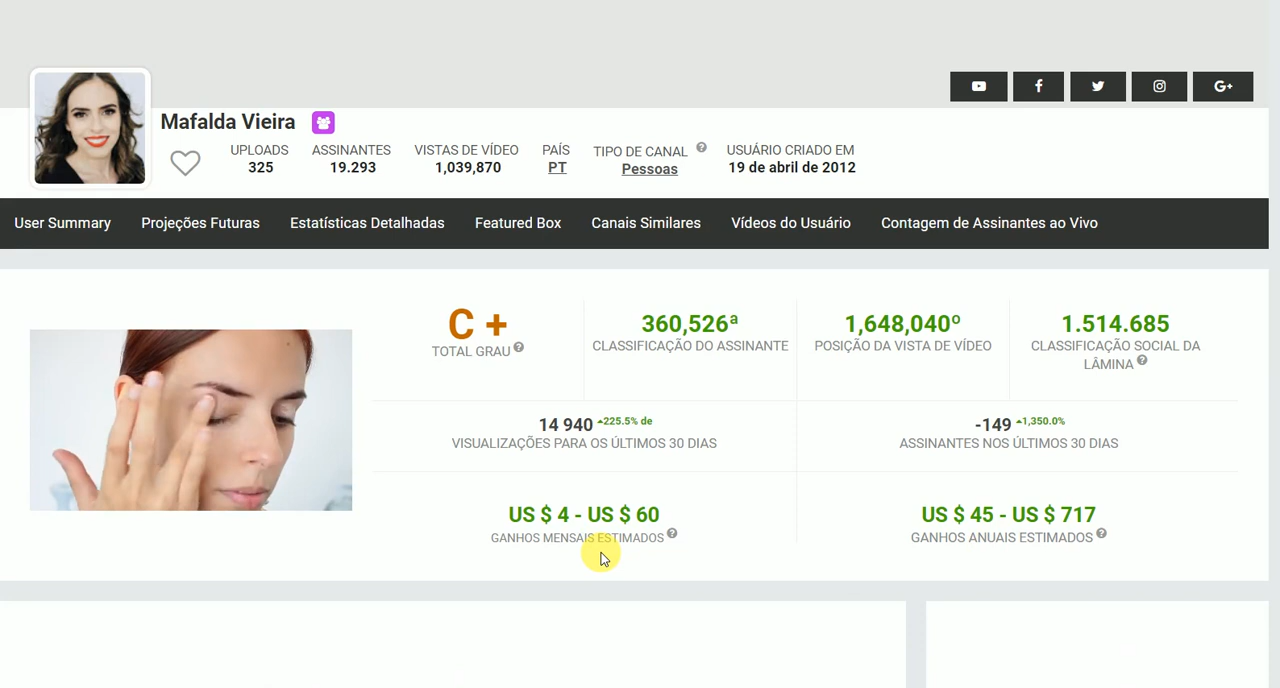 G+
Mafalda Vieira
UPLOADS
325
ASSINANTES
19.293
VISTAS DE VÍDEO
1,039,870
PAÍS
PT
TIPO DE CANAL ?
Pessoas
USUÁRIO CRIADO EM
19 de abril de 2012
User Summary Projeções Futuras Estatísticas Detalhadas Featured Box Canais Similares Vídeos do Usuário Contagem de Assinantes ao Vivo
C +
TOTAL GRAU ?
360,526ª
CLASSIFICAÇÃO DO ASSINANTE
1,648,040º
POSIÇÃO DA VISTA DE VÍDEO
1.514.685
CLASSIFICAÇÃO SOCIAL DA
LÂMINA ?
14 940 225.5% de
VISUALIZAÇÕES PARA OS ÚLTIMOS 30 DIAS
-149 1,350.0%
ASSINANTES NOS ÚLTIMOS 30 DIAS
US $ 4 - US $ 60
GANHOS MENSAIS ESTIMADOS ?
US $ 45 - US $ 717
GANHOS ANUAIS ESTIMADOS ?